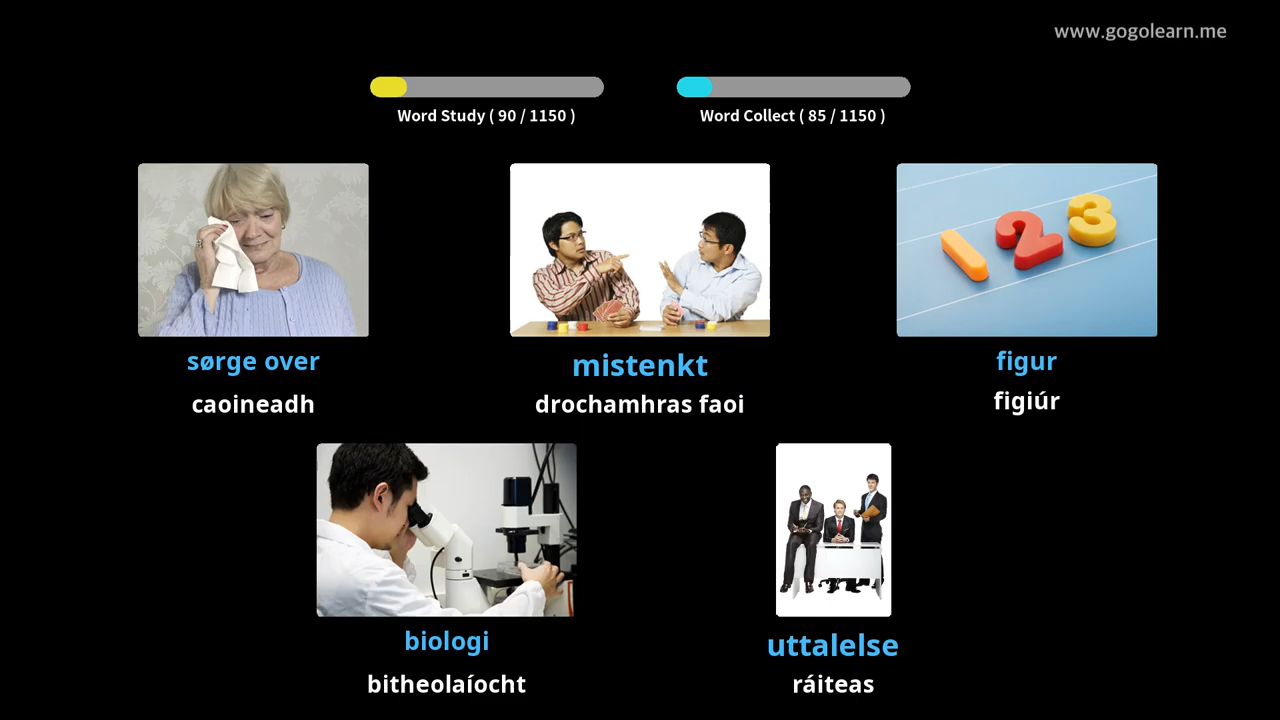 www.gogolearn.me
Word Study ( 90 / 1150 )
Word Collect ( 85 / 1150 )
sørge over
caoineadh
mistenkt
drochamhras faoi
figur
figiúr
biologi
bitheolaíocht
uttalelse
ráiteas